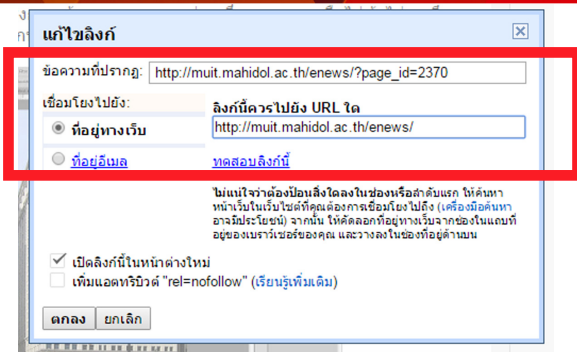 แก้ไขลิงก์
ข้อความที่ปรากฏ: http://muit.mahidol.ac.th/enews/?page_id=2370
เชื่อมโยงไปยัง:
ที่อยู่ทางเว็บ
ที่อยู่อีเมล
ลิงก์นี้ควรไปยัง URL ใด
http://muit.mahidol.ac.th/enews/
ทดสอบลิงก์นี้
ไม่แน่ใจว่าต้องป้อนสิ่งใดลงในช่องหรือ ลำดับแรก ให้ค้นหา
หน้าเว็บในเว็บไซต์ที่คุณต้องการเชื่อมโยงไปถึง (เครื่องมือค้นหา
อาจมีประโยชน์) จากนั้น ให้คัดลอกที่อยู่ทางเว็บจากช่องในแถบที่
อยู่ของเบราว์เซอร์ของคุณ และวางลงในช่องที่อยู่ด้านบน
เปิดลิงก์นี้ในหน้าต่างใหม่
เพิ่มแอตทริบิวต์ "rel=nofollow" (เรียนรู้เพิ่มเติม)
ตกลง ยกเลิก